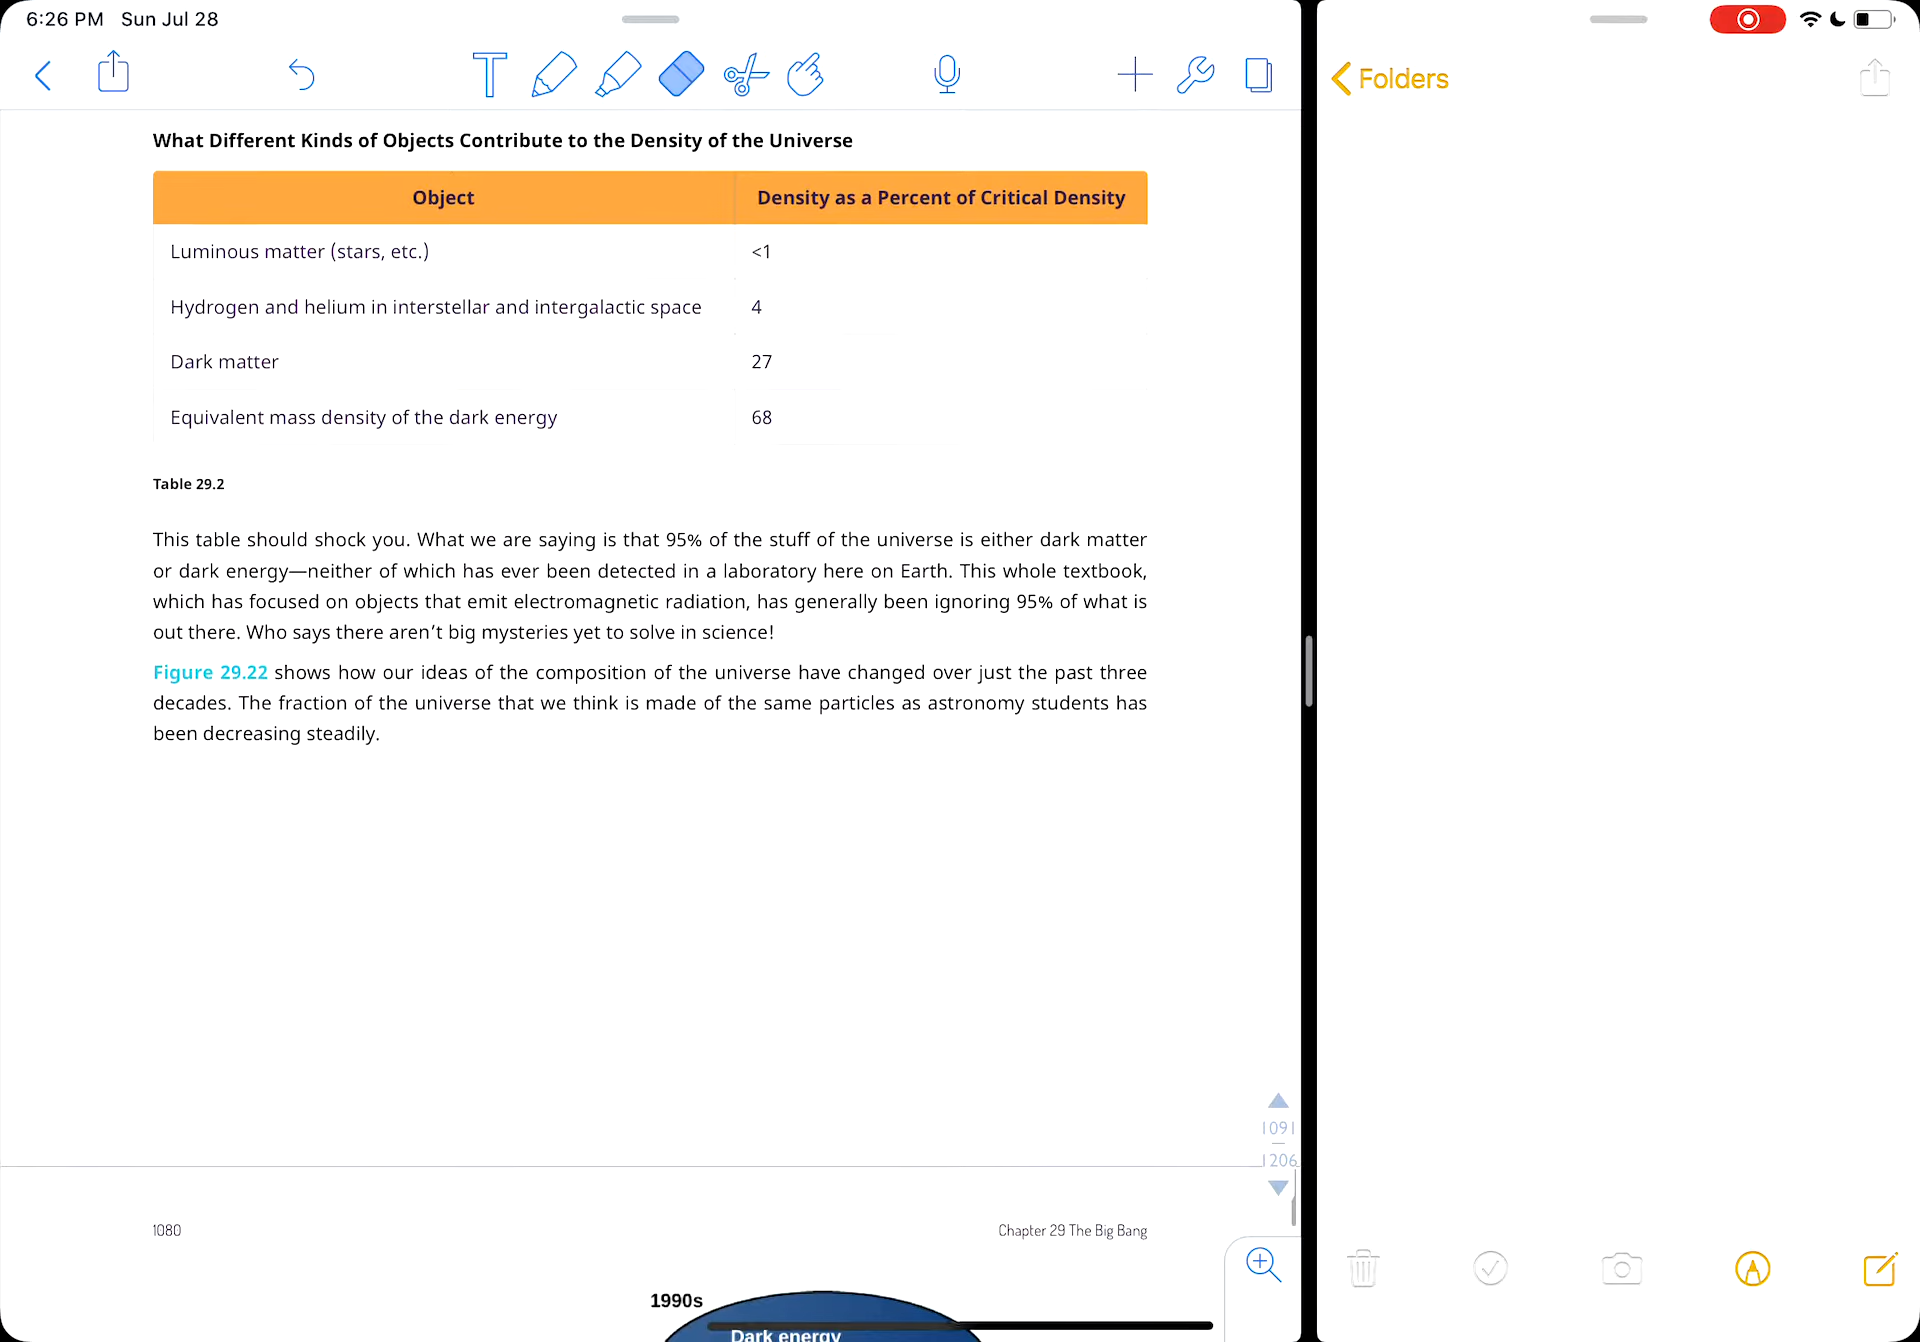 6:26 PM Sun Jul 28
Folders
What Different Kinds of Objects Contribute to the Density of the Universe
Object Density as a Percent of Critical Density
Luminous matter (stars, etc.) <1
Hydrogen and helium in interstellar and intergalactic space 4
Dark matter 27
Equivalent mass density of the dark energy 68
Table 29.2
This table should shock you. What we are saying is that 95% of the stuff of the universe is either dark matter
or dark energy—neither of which has ever been detected in a laboratory here on Earth. This whole textbook,
which has focused on objects that emit electromagnetic radiation, has generally been ignoring 95% of what is
out there. Who says there aren't big mysteries yet to solve in science!
Figure 29.22 shows how our ideas of the composition of the universe have changed over just the past three
decades. The fraction of the universe that we think is made of the same particles as astronomy students has
been decreasing steadily.
1091
1206
1080 Chapter 29 The Big Bang
1990s
Dark energy